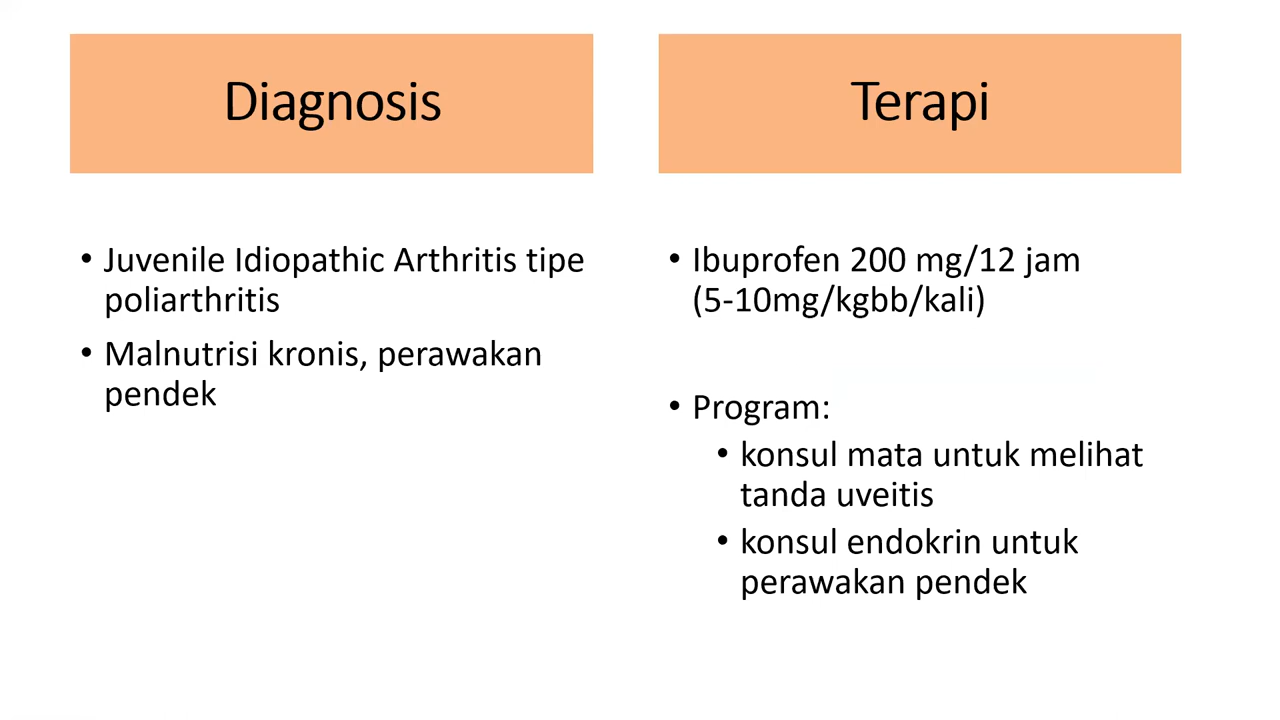 Diagnosis
• Juvenile Idiopathic Arthritis tipe
poliarthritis
• Malnutrisi kronis, perawakan
pendek
Terapi
• Ibuprofen 200 mg/12 jam
(5-10mg/kgbb/kali)
• Program:
• konsul mata untuk melihat
tanda uveitis
• konsul endokrin untuk
perawakan pendek